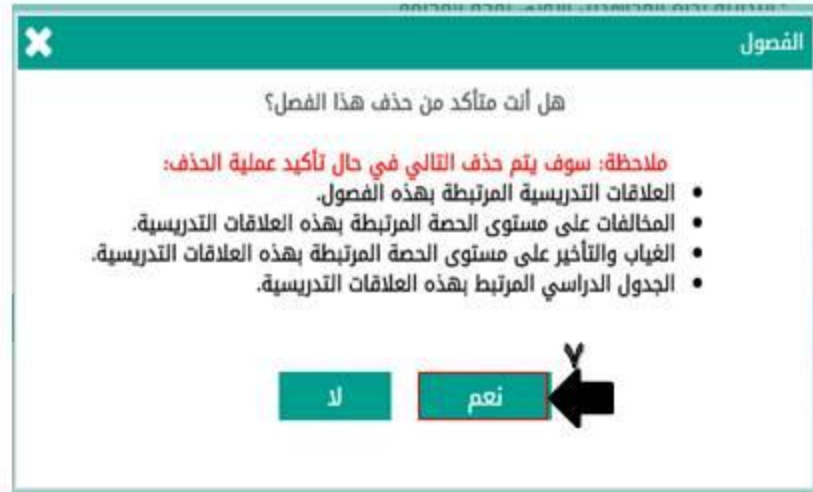 الفصول
هل أنت متأكد من حذف هذا الفصل؟
ملاحظة: سوف يتم حذف التالي في حال تأكيد عملية الحذف:
• العلاقات التدريسية المرتبطة بهذه الفصول.
• المخالفات على مستوى الحصة المرتبطة بهذه العلاقات التدريسية.
• الغياب والتأخير على مستوى الحصة المرتبطة بهذه العلاقات التدريسية.
• الجدول الدراسي المرتبط بهذه العلاقات التدريسية.
٧
نعم لا